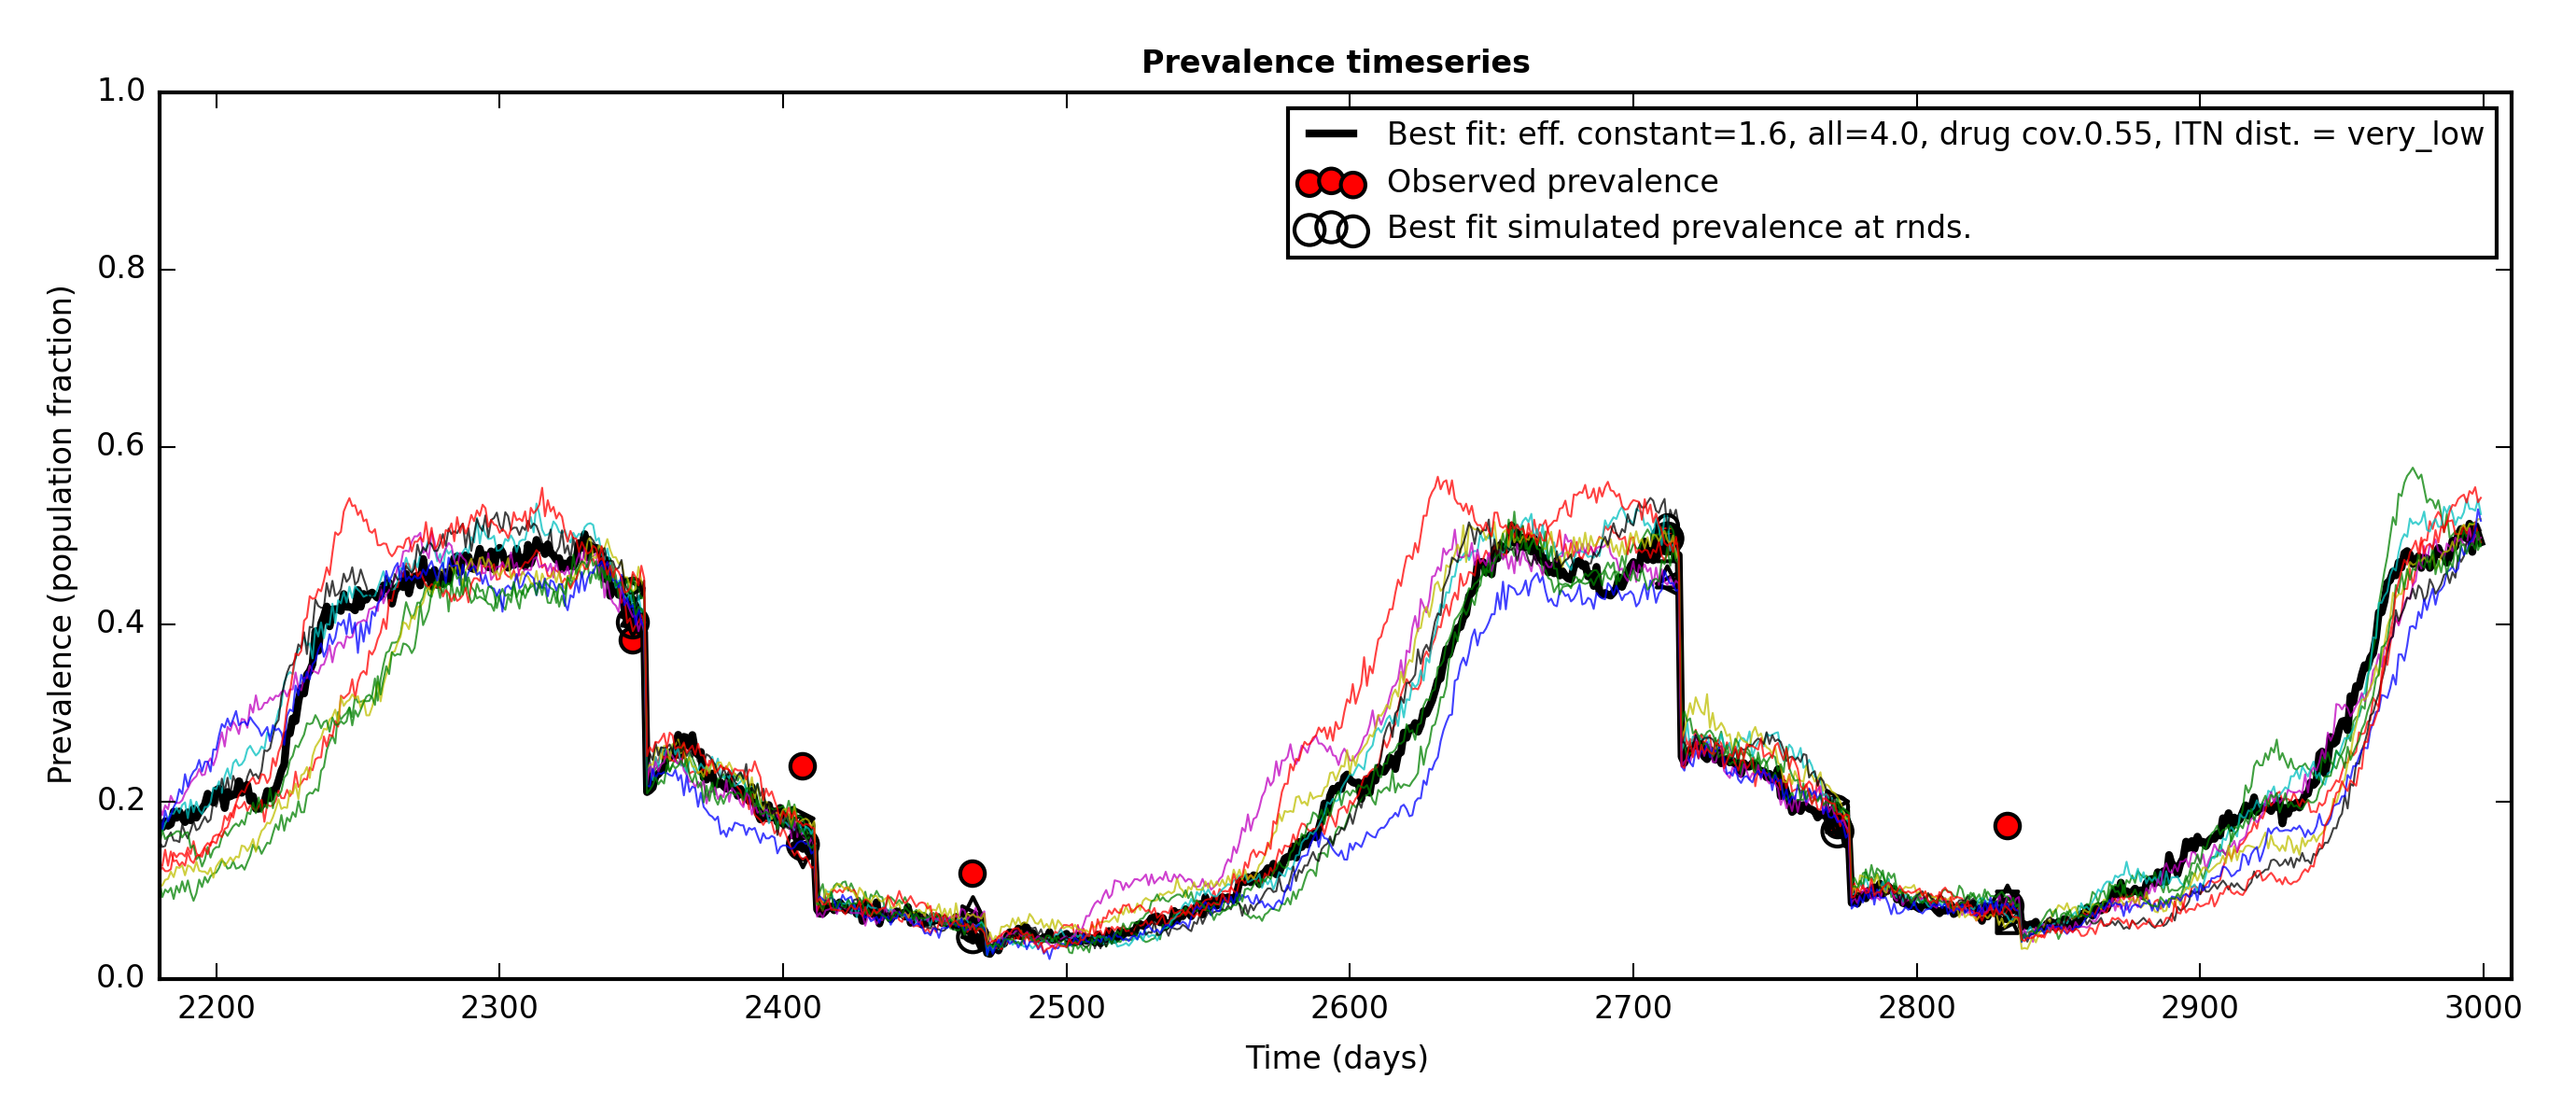 Prevalence timeseries
Best fit: eff. constant=1.6, all=4.0, drug cov.0.55, ITN dist. = very_low
Observed prevalence
Best fit simulated prevalence at rnds.
Prevalence (population fraction)
1.0
0.8
0.6
0.4
0.2
0.0
2200 2300 2400 2500 2600 2700 2800 2900 3000
Time (days)